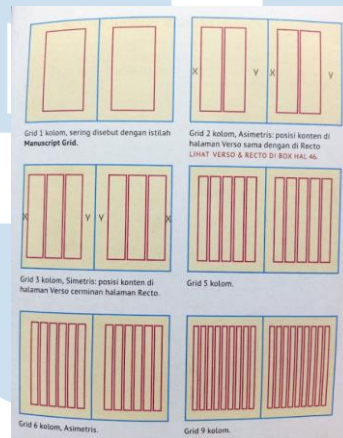 X Y X Y
Grid 1 kolom, sering disebut dengan istilah
Manuscript Grid.
Grid 2 kolom, Asimetris: posisi konten di
halaman Verso sama dengan di Recto
LIHAT VERSO & RECTO DI BOX HAL 46.
X Y Y X
Grid 3 kolom, Simetris: posisi konten di
halaman Verso cerminan halaman Recto.
Grid 5 kolom.
Grid 6 kolom, Asimetris.
Grid 9 kolom.